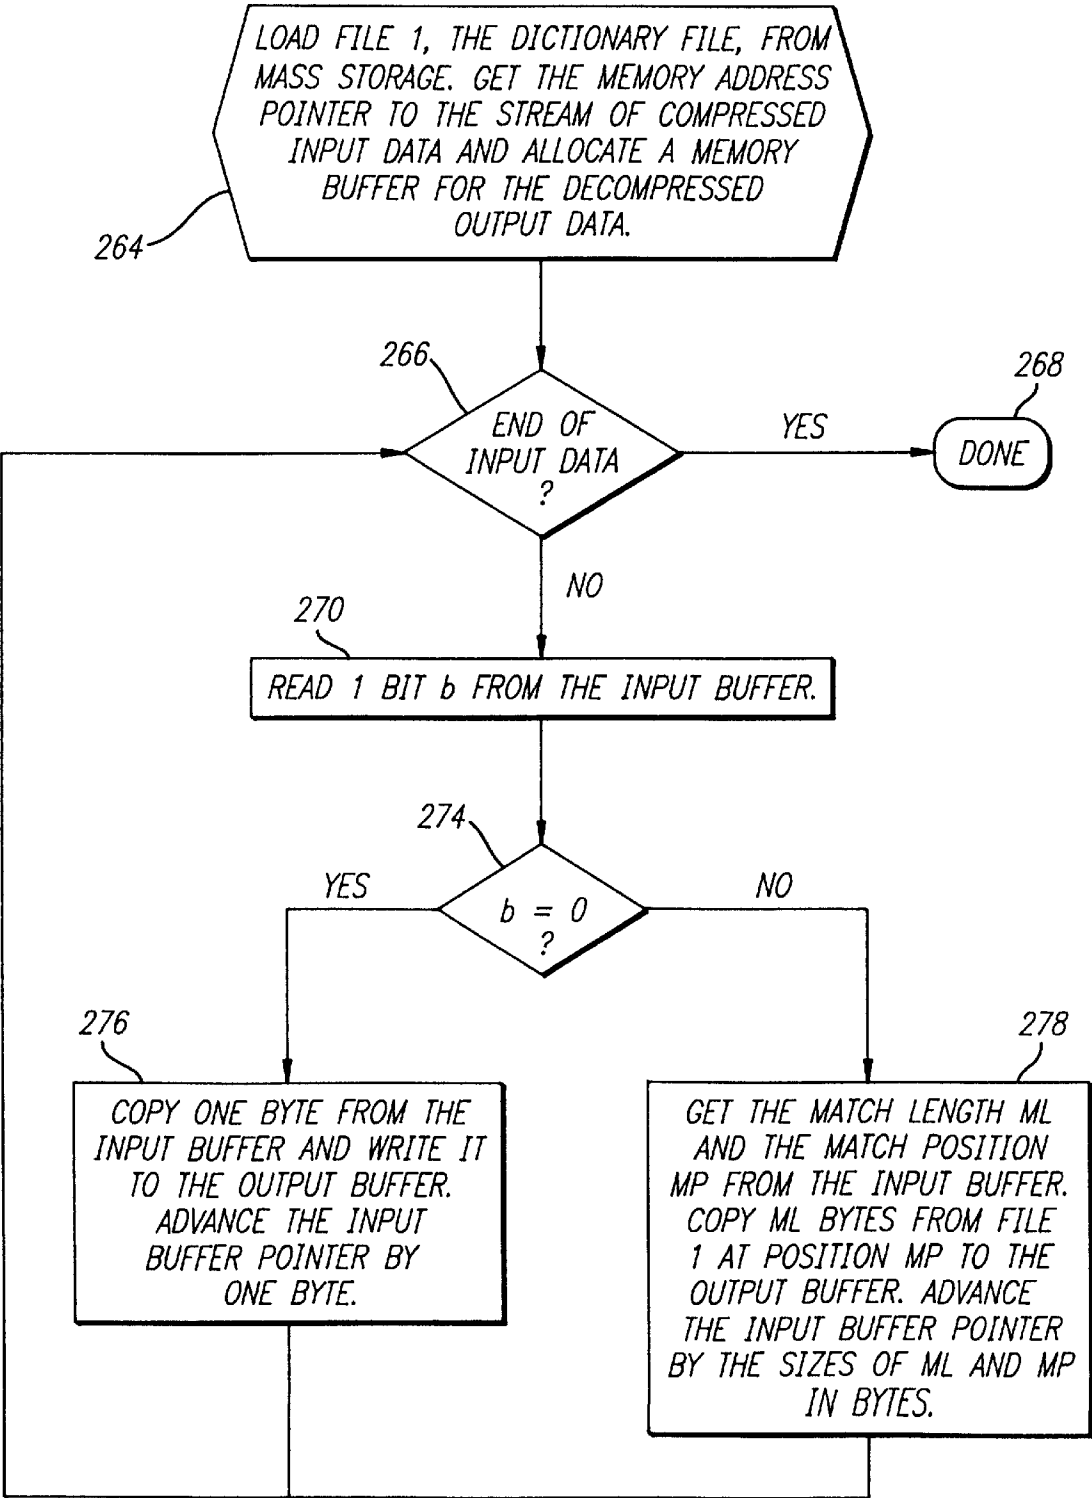 LOAD FILE 1, THE DICTIONARY FILE, FROM
MASS STORAGE. GET THE MEMORY ADDRESS
POINTER TO THE STREAM OF COMPRESSED
INPUT DATA AND ALLOCATE A MEMORY
BUFFER FOR THE DECOMPRESSED
OUTPUT DATA.
264
266
END OF
INPUT DATA
?
YES
268
DONE
NO
270
READ 1 BIT b FROM THE INPUT BUFFER.
274
b = 0
?
YES
NO
276
COPY ONE BYTE FROM THE
INPUT BUFFER AND WRITE IT
TO THE OUTPUT BUFFER.
ADVANCE THE INPUT
BUFFER POINTER BY
ONE BYTE.
278
GET THE MATCH LENGTH ML
AND THE MATCH POSITION
MP FROM THE INPUT BUFFER.
COPY ML BYTES FROM FILE
1 AT POSITION MP TO THE
OUTPUT BUFFER. ADVANCE
THE INPUT BUFFER POINTER
BY THE SIZES OF ML AND MP
IN BYTES.